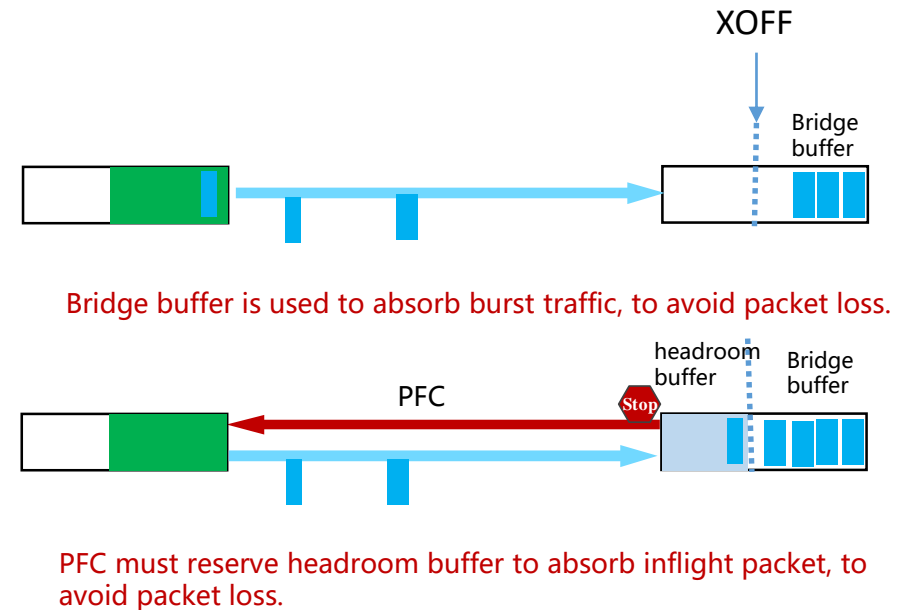 XOFF
Bridge
buffer
Bridge buffer is used to absorb burst traffic, to avoid packet loss.
headroom
buffer
Bridge
buffer
PFC
Stop
PFC must reserve headroom buffer to absorb inflight packet, to
avoid packet loss.